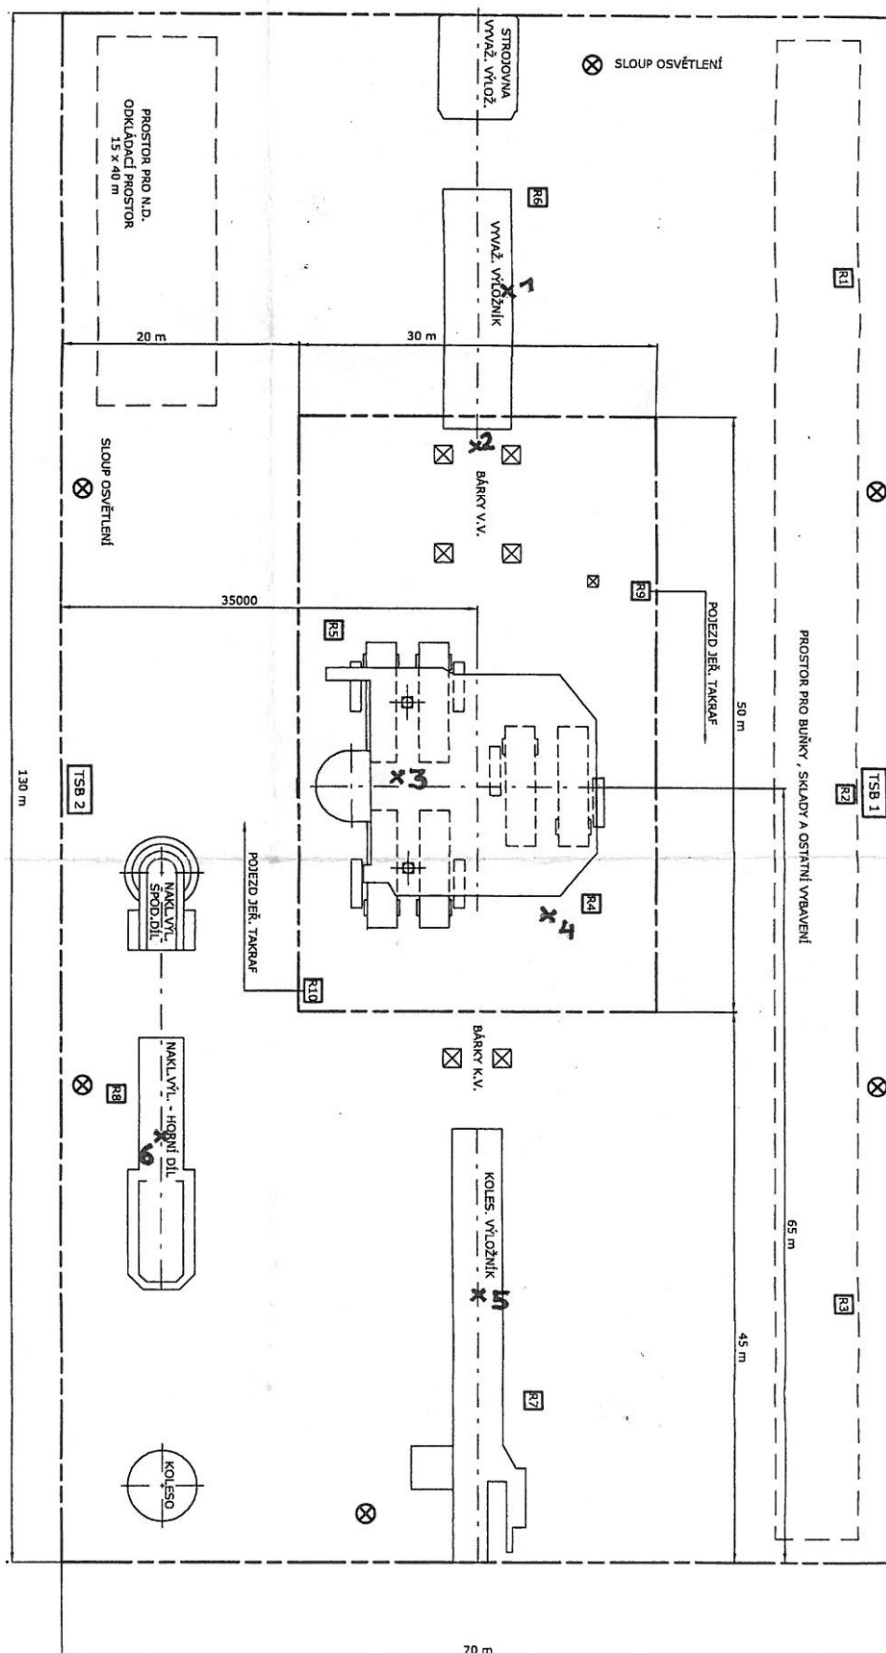 STROJOVNA
VYVAŽ. VÝLOŽ.
SLOUP OSVĚTLENÍ
PROSTOR PRO N.D.
ODKLÁDACÍ PROSTOR
15 x 40 m
R6
VYVAŽ. VÝLOŽNÍK
1
R1
20 m
30 m
SLOUP OSVĚTLENÍ
2
BÁRKY V.V.
35000
R5
R9
POJEZD JEŘ. TAKRAF
PROSTOR PRO BUŇKY , SKLADY A OSTATNÍ VYBAVENÍ
50 m
130 m
TSB 2
3
R2
TSB 1
NAKL.VÝL.
SPOD.DÍL
POJEZD JEŘ. TAKRAF
R4
4
R10
BÁRKY K.V.
R8
NAKL.VÝL. - HORNÍ DÍL
6
KOLES. VÝLOŽNÍK
5
65 m
45 m
R3
R7
KOLESO
70 m